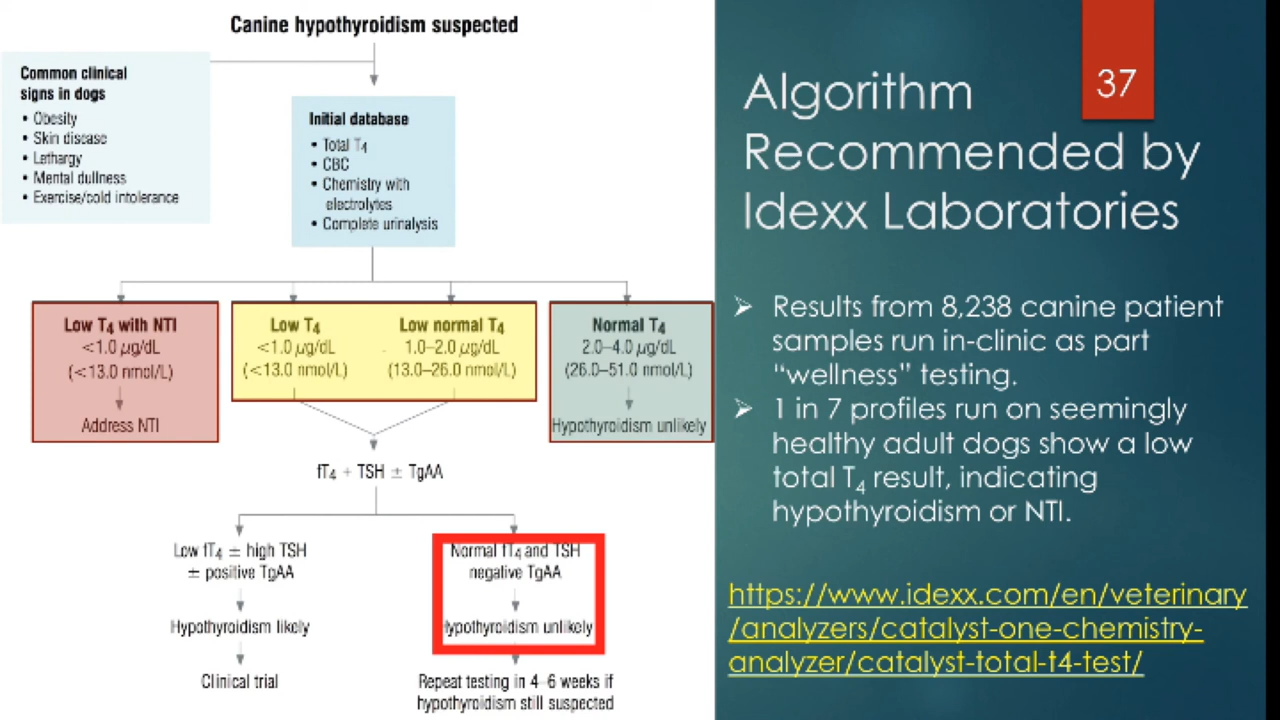 Canine hypothyroidism suspected
Common clinical
signs in dogs
• Obesity
• Skin disease
• Lethargy
• Mental dullness
• Exercise/cold intolerance
Initial database
• Total T4
• CBC
• Chemistry with
electrolytes
• Complete urinalysis
Low T4 with NTI
<1.0 µg/dL
(<13.0 nmol/L)
Address NTI
Low T4
<1.0 µg/dL
(<13.0 nmol/L)
Low normal T4
1.0–2.0 µg/dL
(13.0–26.0 nmol/L)
Normal T4
2.0–4.0 µg/dL
(26.0–51.0 nmol/L)
Hypothyroidism unlikely
fT4 + TSH ± TgAA
Low fT4 ± high TSH
± positive TgAA
Hypothyroidism likely
Clinical trial
Normal fT4 and TSH
negative TgAA
Hypothyroidism unlikely
Repeat testing in 4–6 weeks if
hypothyroidism still suspected
37
Algorithm
Recommended by
Idexx Laboratories
Results from 8,238 canine patient
samples run in-clinic as part
“wellness” testing.
1 in 7 profiles run on seemingly
healthy adult dogs show a low
total T4 result, indicating
hypothyroidism or NTI.
https://www.idexx.com/en/veterinary
/analyzers/catalyst-one-chemistry-
analyzer/catalyst-total-t4-test/